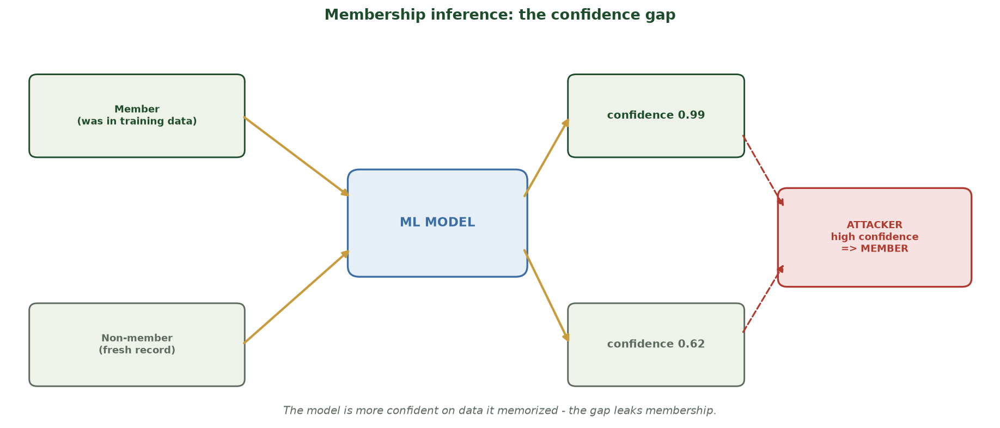 Membership inference: the confidence gap
Member
(was in training data)
confidence 0.99
ML MODEL
ATTACKER
high confidence
=> MEMBER
Non-member
(fresh record)
confidence 0.62
The model is more confident on data it memorized - the gap leaks membership.